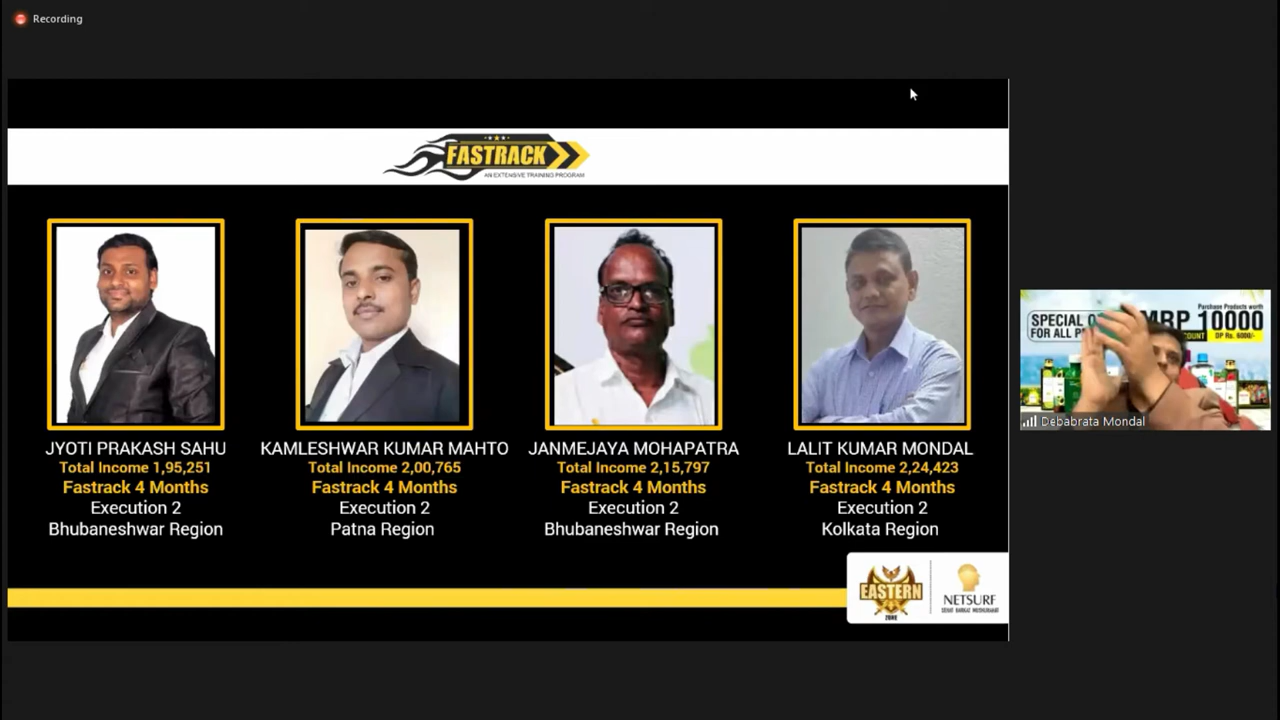 Recording
FASTRACK
AN EXTENSIVE TRAINING PROGRAM
JYOTI PRAKASH SAHU
Total Income 1,95,251
Fastrack 4 Months
Execution 2
Bhubaneshwar Region
KAMLESHWAR KUMAR MAHTO
Total Income 2,00,765
Fastrack 4 Months
Execution 2
Patna Region
JANMEJAYA MOHAPATRA
Total Income 2,15,797
Fastrack 4 Months
Execution 2
Bhubaneshwar Region
LALIT KUMAR MONDAL
Total Income 2,24,423
Fastrack 4 Months
Execution 2
Kolkata Region
EASTERN
ZONE
NETSURF
Purchase Products worth
SPECIAL
MRP 10000
FOR ALL
DP Rs. 6000/-
Debabrata Mondal